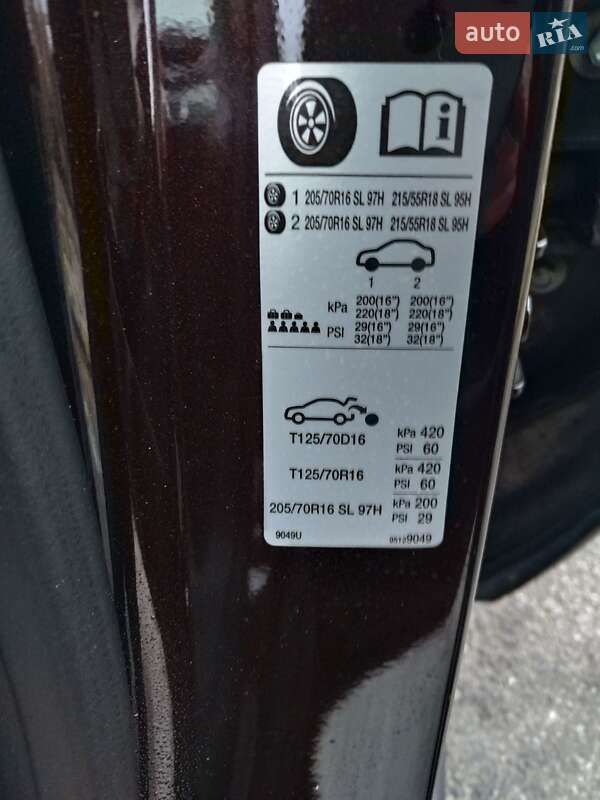 auto RIA .com
i
1 205/70R16 SL 97H 215/55R18 SL 95H
2 205/70R16 SL 97H 215/55R18 SL 95H
1 2
kPa 200(16") 200(16")
220(18") 220(18")
PSI 29(16") 29(16")
32(18") 32(18")
T125/70D16 kPa 420
PSI 60
T125/70R16 kPa 420
PSI 60
205/70R16 SL 97H kPa 200
PSI 29
9049U 95129049